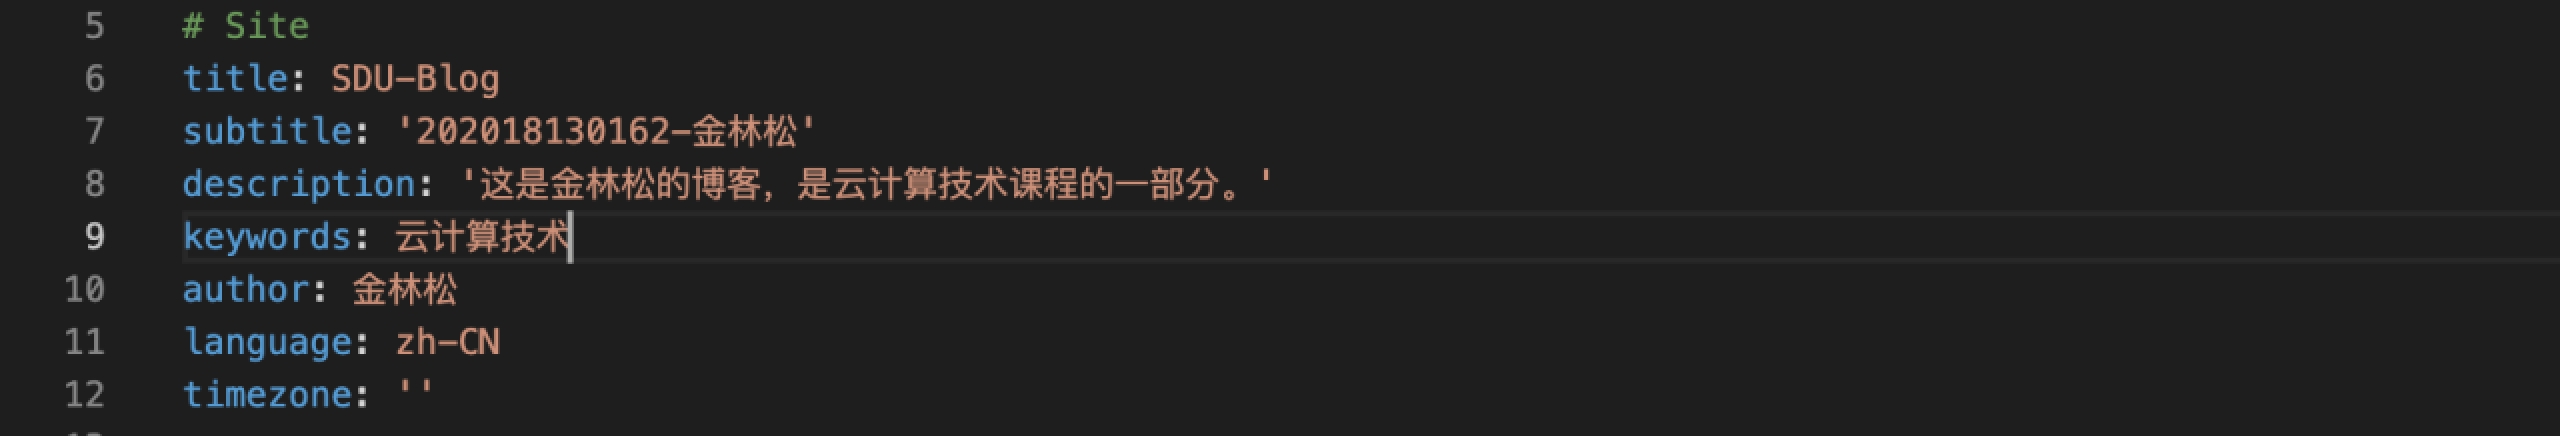 5 # Site
6 title: SDU-Blog
7 subtitle: '202018130162-金林松'
8 description: '这是金林松的博客，是云计算技术课程的一部分。'
9 keywords: 云计算技术
10 author: 金林松
11 language: zh-CN
12 timezone: ''